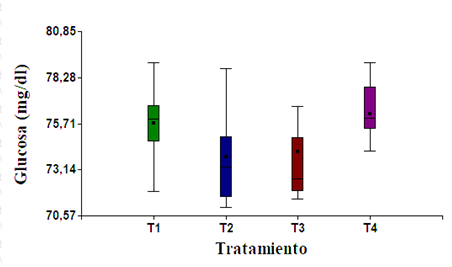 80,85
78,28
75,71
73,14
70,57
Glucosa (mg/dl)
T1 T2 T3 T4
Tratamiento